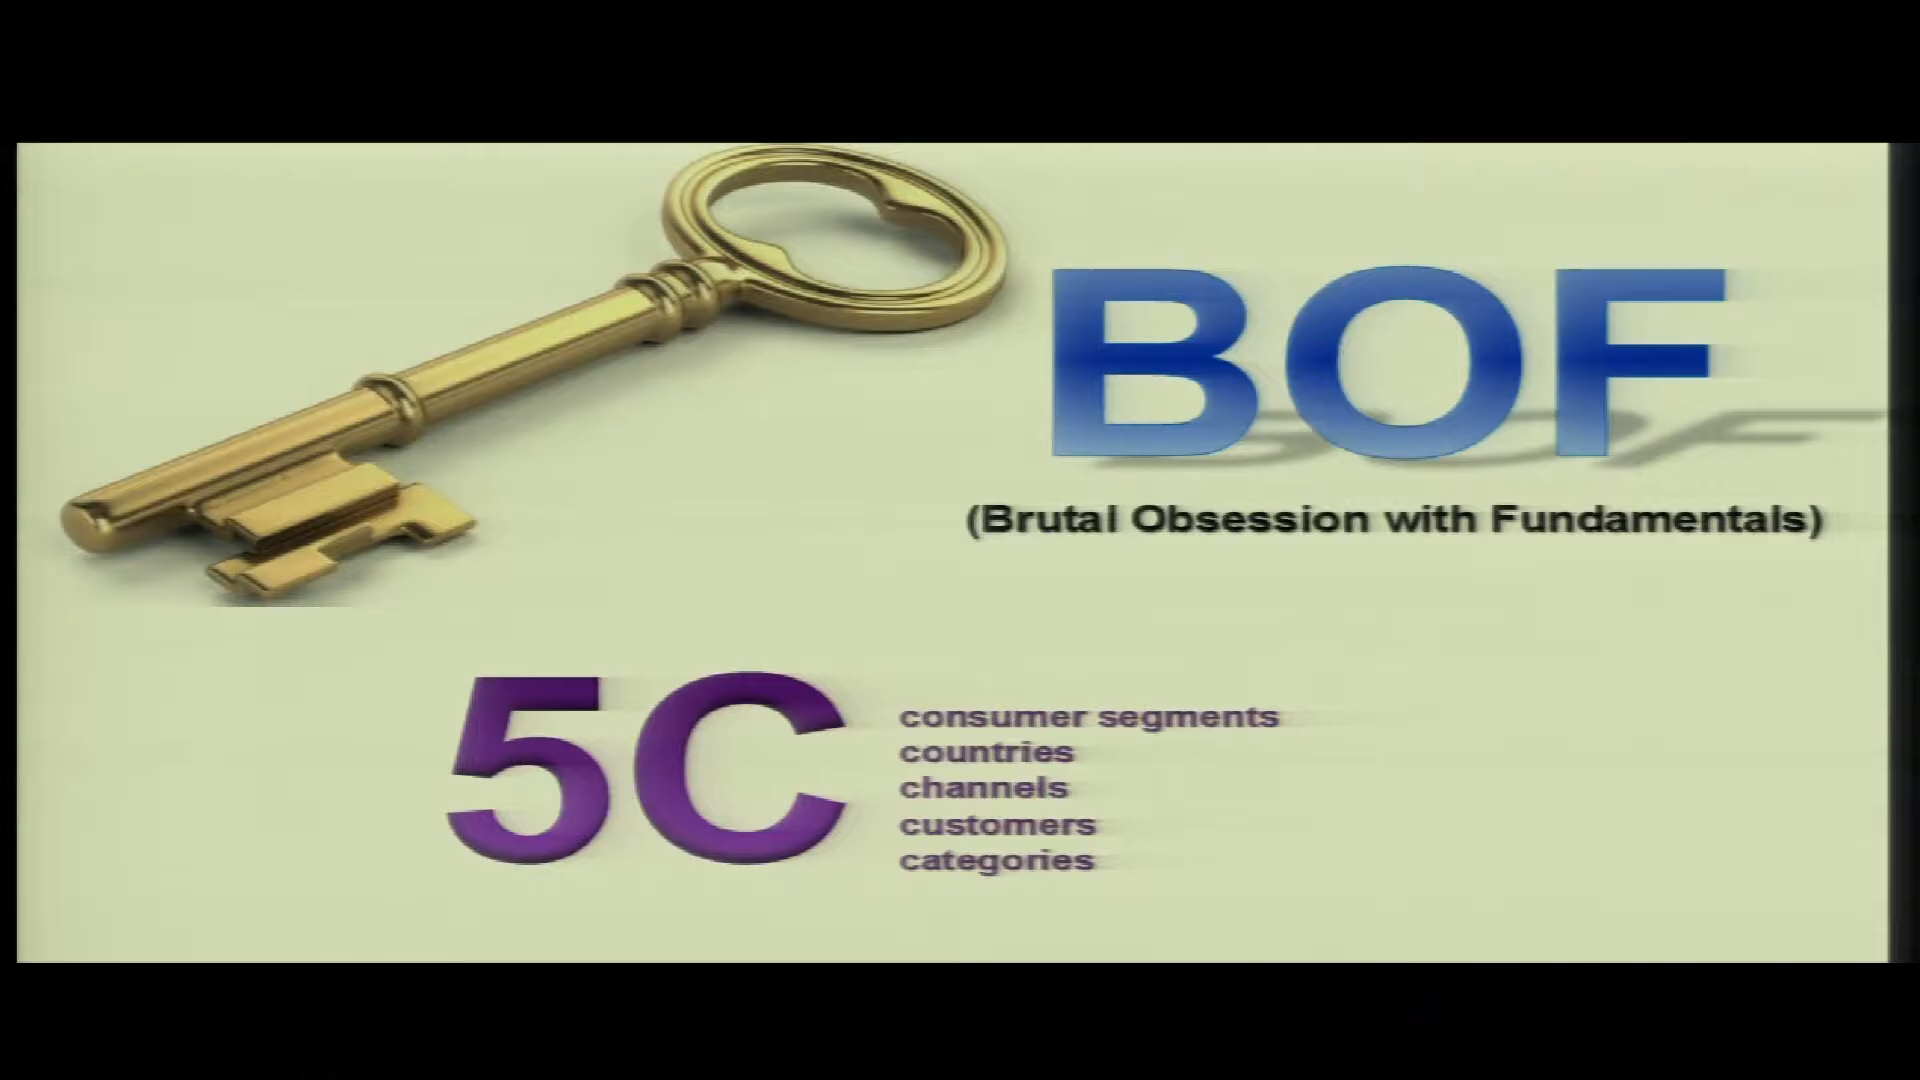 BOF
(Brutal Obsession with Fundamentals)
5C
consumer segments
countries
channels
customers
categories